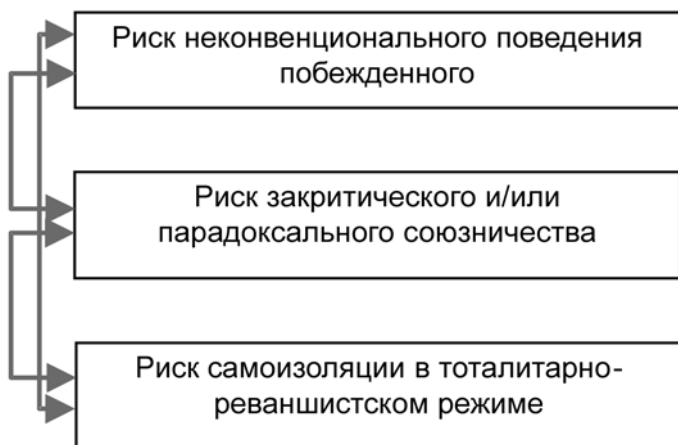 Риск неконвенционального поведения
побежденного
Риск закритического и/или
парадоксального союзничества
Риск самоизоляции в тоталитарно-
реваншистском режиме